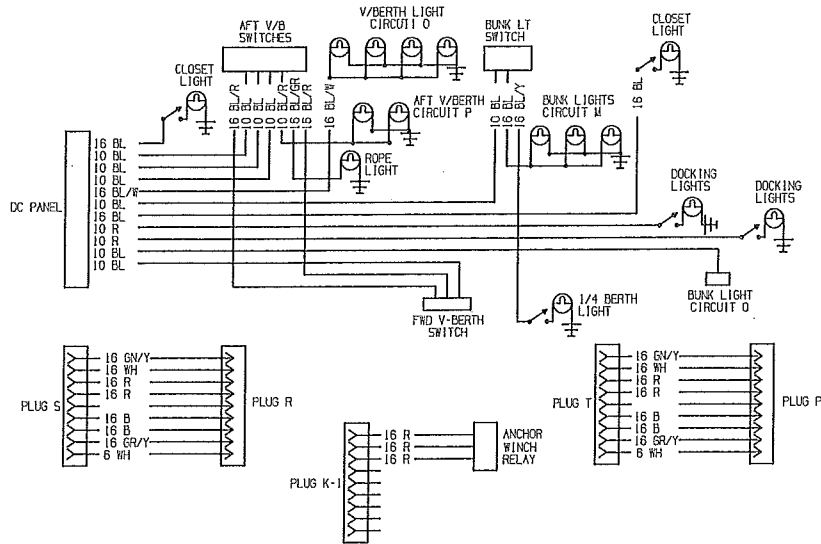 V/BERTH LIGHT
CIRCUIT O
AFT V/B
SWITCHES
BUNK LT
SWITCH
CLOSET
LIGHT
CLOSET
LIGHT
16 BL/R
10 BL
10 BL
10 BL
16 BL/R
16 BL/GR
16 BL/R
16 BL/W
AFT V/BERTH
CIRCUIT P
ROPE
LIGHT
10 BL
16 BL
16 BL/Y
BUNK LIGHTS
CIRCUIT M
16 BL
DC PANEL
16 BL
10 BL
10 BL
10 BL
16 BL/W
10 BL
16 BL
10 R
10 R
10 BL
10 BL
DOCKING
LIGHTS
DOCKING
LIGHTS
BUNK LIGHT
CIRCUIT O
1/4 BERTH
LIGHT
FWD V-BERTH
SWITCH
PLUG S
16 GN/Y
16 WH
16 R
16 R
16 B
16 B
16 GR/Y
6 WH
PLUG R
PLUG K-1
16 R
16 R
16 R
ANCHOR
WINCH
RELAY
PLUG T
16 GN/Y
16 WH
16 R
16 R
16 B
16 B
16 GR/Y
6 WH
PLUG P